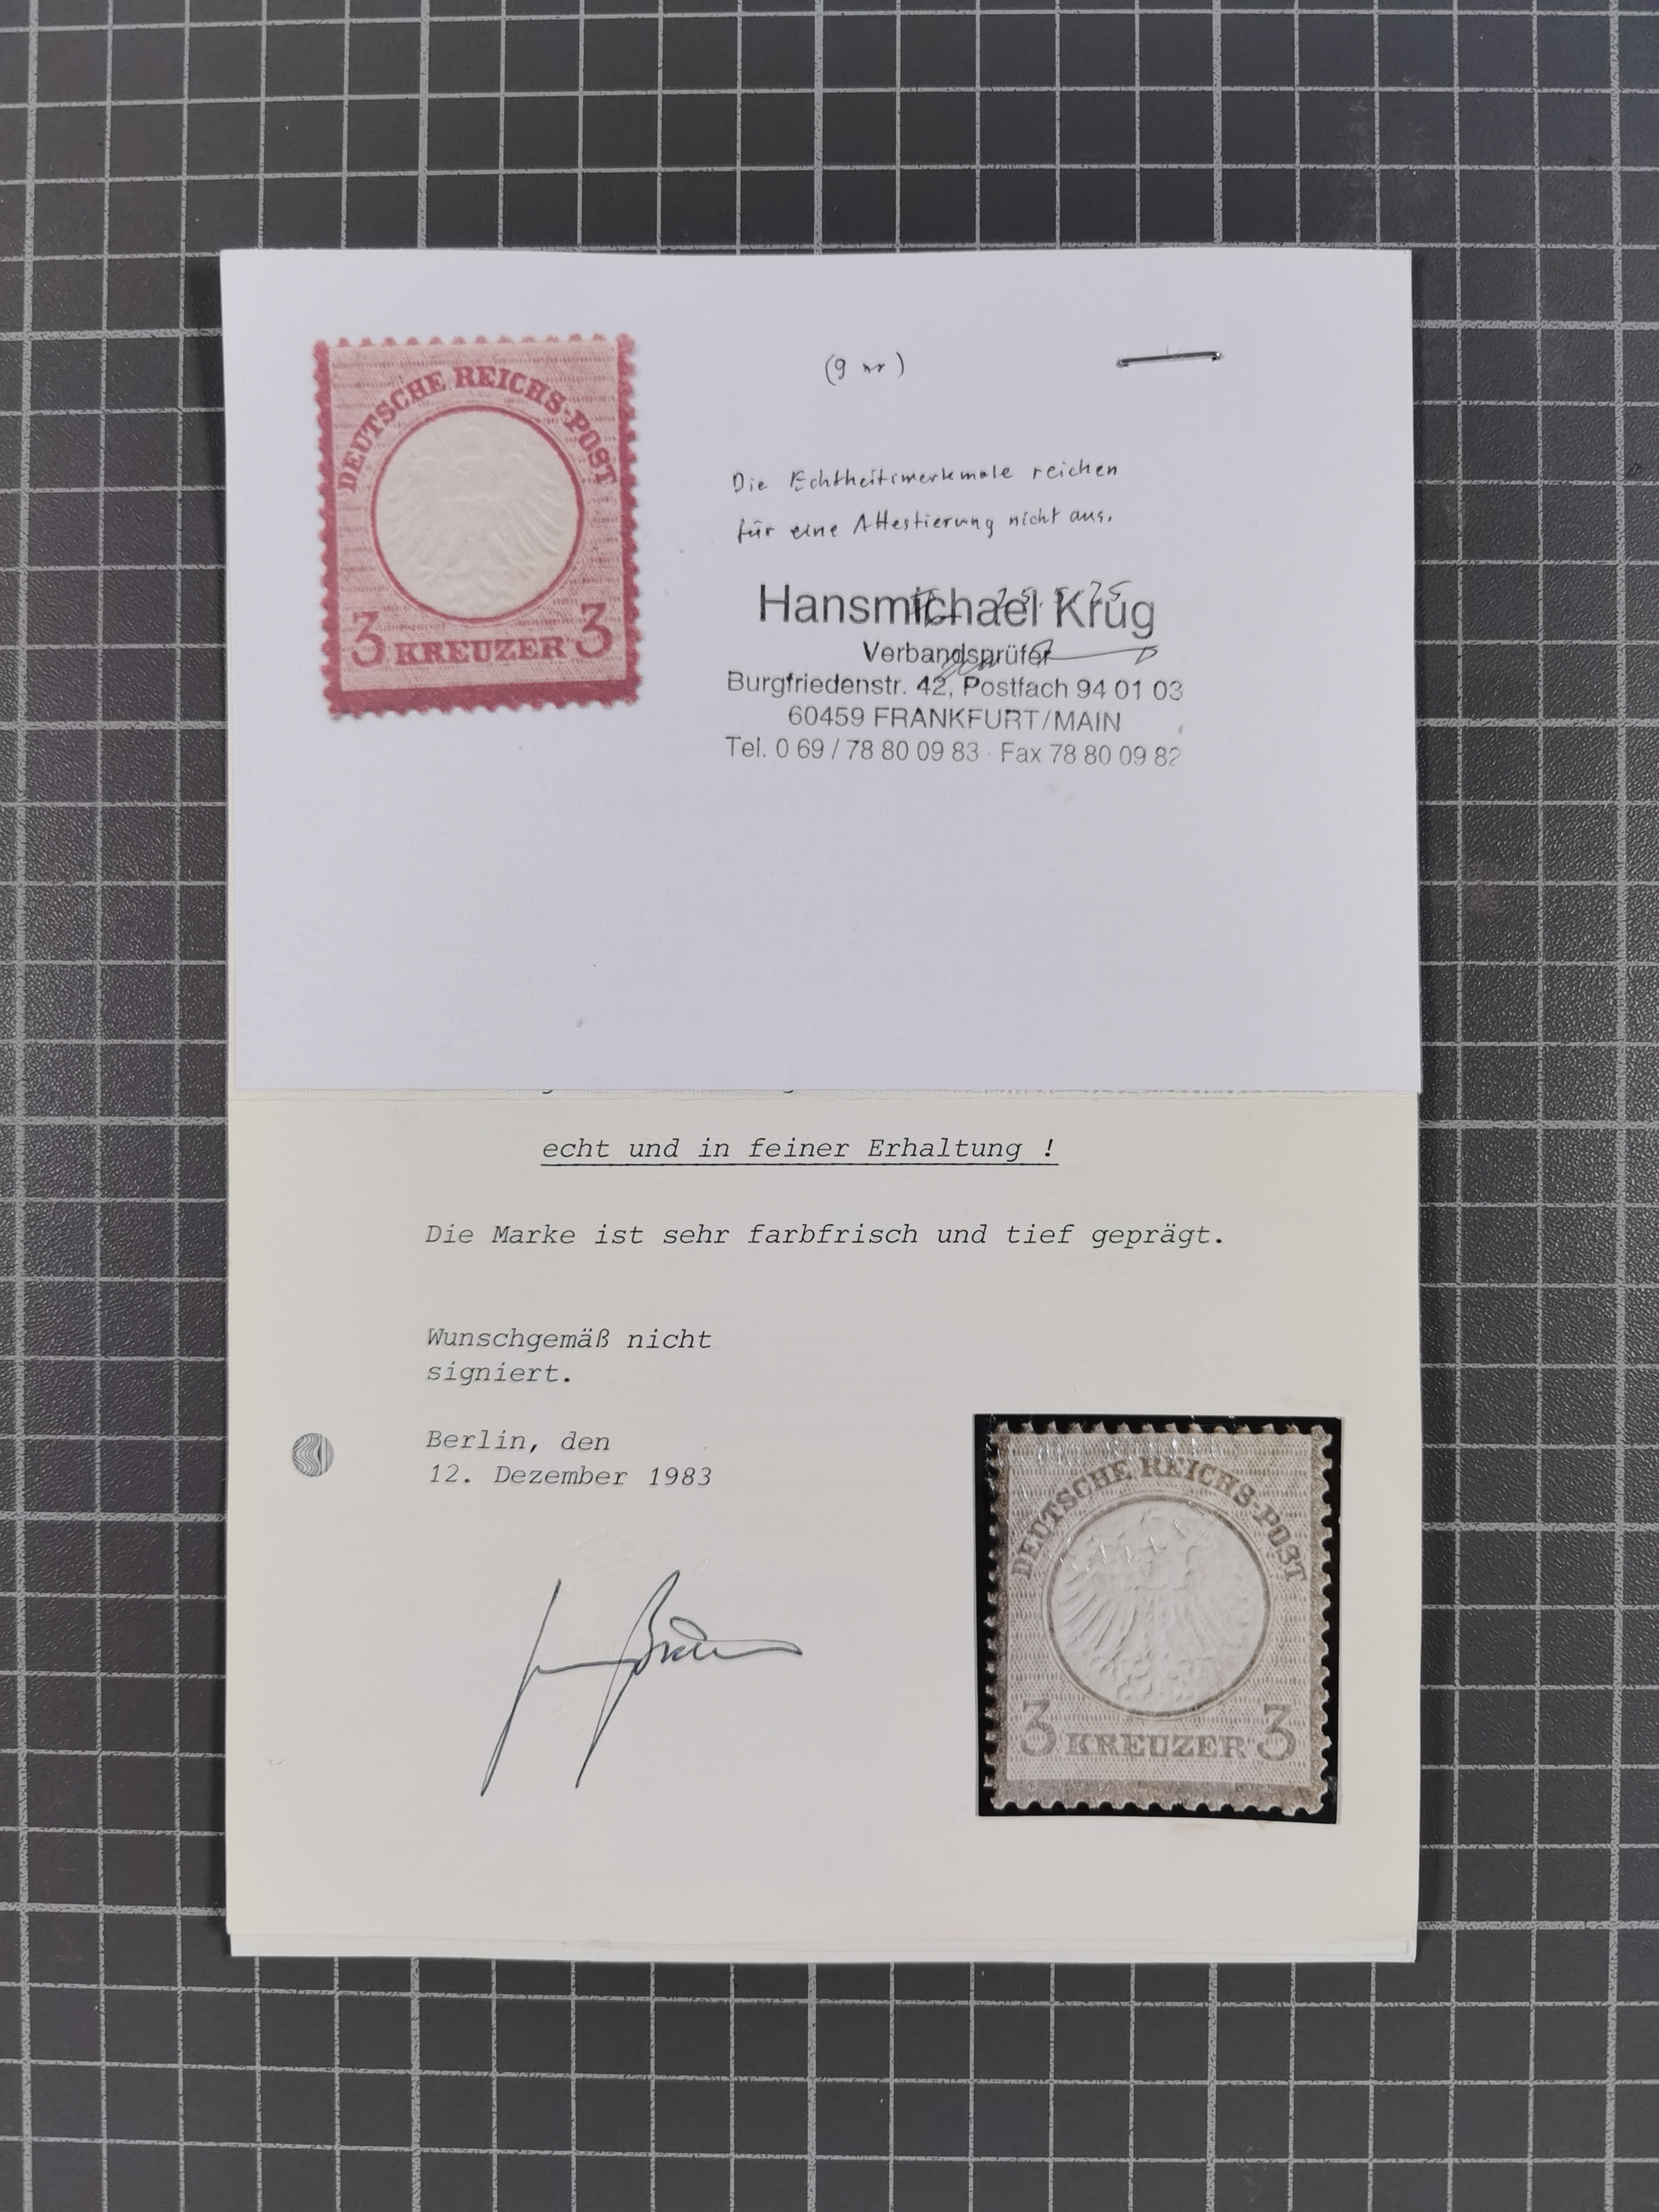 DEUTSCHE REICHS-POST
3 KREUZER 3
(9 **)
Die Echtheitsmerkmale reichen
für eine Attestierung nicht aus.
Hansmichael Krug
Verbandsprüfer
Burgfriedenstr. 42, Postfach 94 01 03
60459 FRANKFURT/MAIN
Tel. 0 69 / 78 80 09 83 · Fax 78 80 09 82
echt und in feiner Erhaltung !
Die Marke ist sehr farbfrisch und tief geprägt.
Wunschgemäß nicht
signiert.
Berlin, den
12. Dezember 1983
DEUTSCHE REICHS-POST
3 KREUZER 3